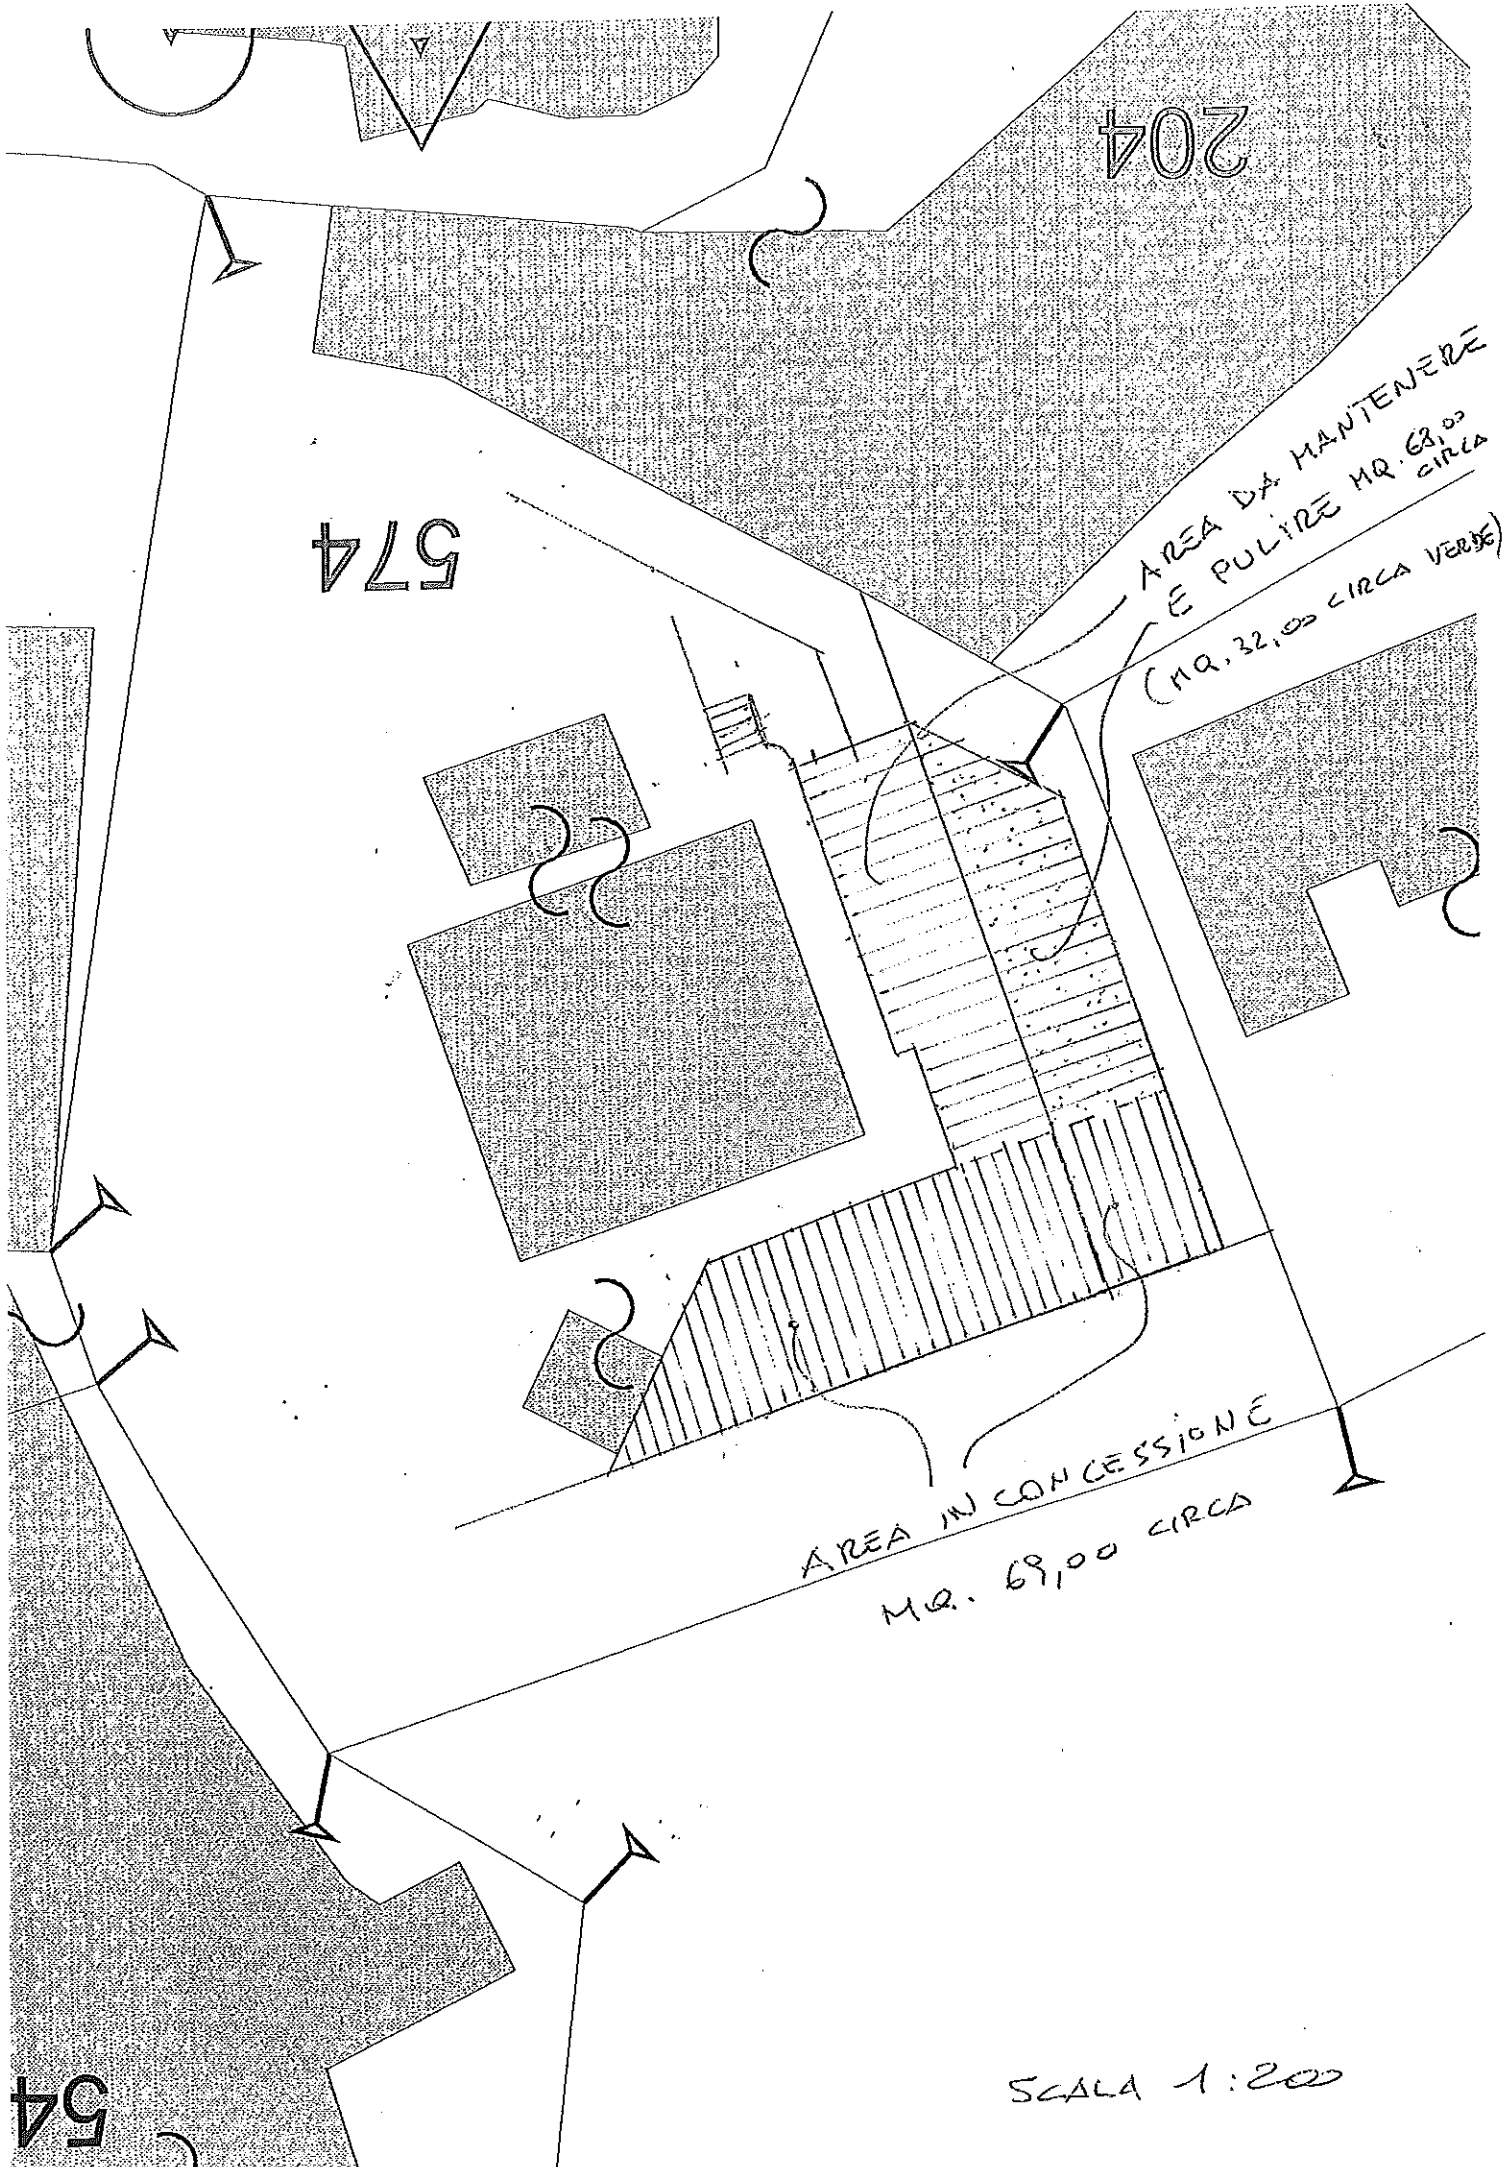 204
574
AREA DA MANTENERE
E PULIRE MQ. 68,00
CIRCA
(MQ. 32,00 CIRCA VERDE)
AREA IN CONCESSIONE
MQ. 69,00 CIRCA
54
SCALA 1:200